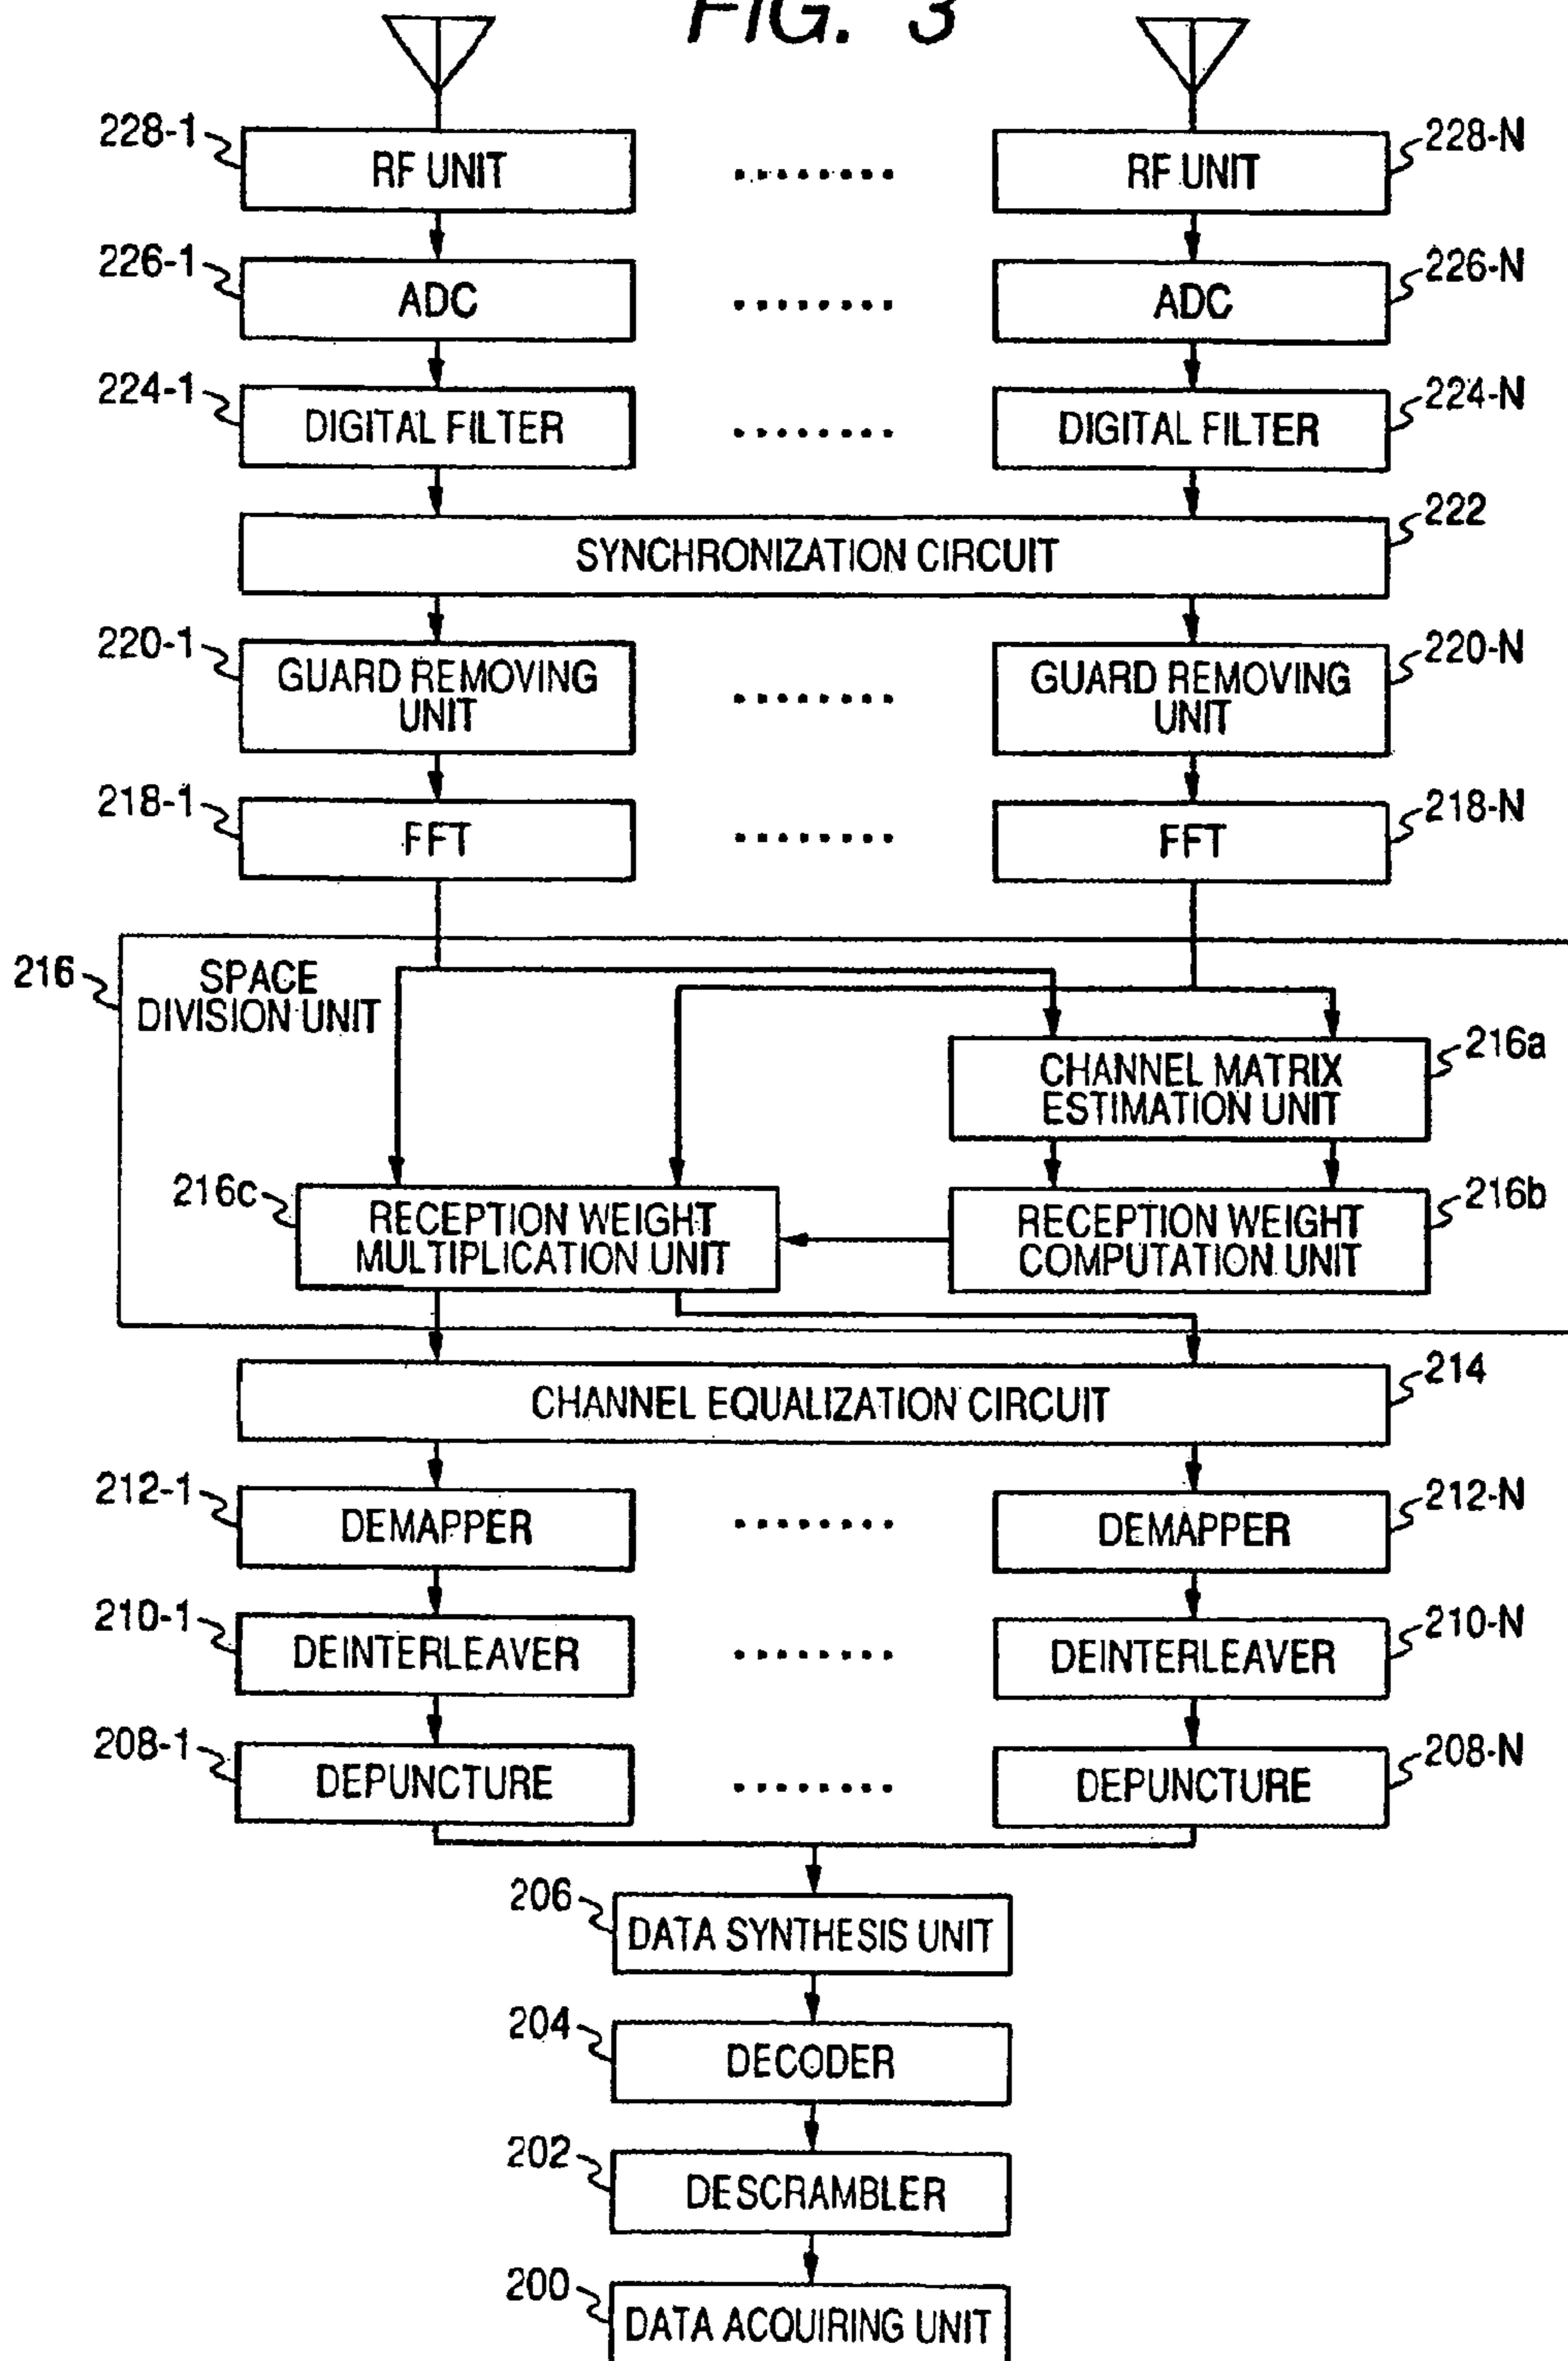 FIG. 3
228-1
RF UNIT
RF UNIT
228-N
226-1
ADC
ADC
226-N
224-1
DIGITAL FILTER
DIGITAL FILTER
224-N
SYNCHRONIZATION CIRCUIT
222
220-1
GUARD REMOVING
UNIT
GUARD REMOVING
UNIT
220-N
218-1
FFT
FFT
218-N
216
SPACE
DIVISION UNIT
CHANNEL MATRIX
ESTIMATION UNIT
216a
216c
RECEPTION WEIGHT
MULTIPLICATION UNIT
RECEPTION WEIGHT
COMPUTATION UNIT
216b
CHANNEL EQUALIZATION CIRCUIT
214
212-1
DEMAPPER
DEMAPPER
212-N
210-1
DEINTERLEAVER
DEINTERLEAVER
210-N
208-1
DEPUNCTURE
DEPUNCTURE
208-N
206
DATA SYNTHESIS UNIT
204
DECODER
202
DESCRAMBLER
200
DATA ACQUIRING UNIT